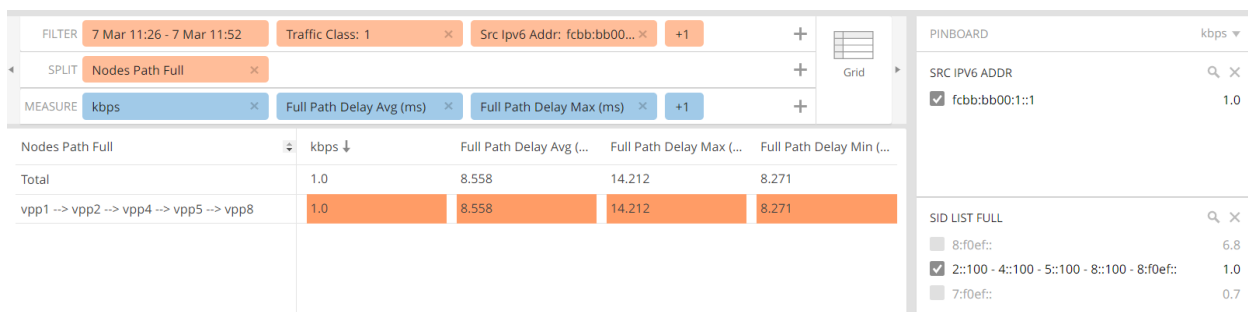 FILTER 7 Mar 11:26 - 7 Mar 11:52 Traffic Class: 1 × Src Ipv6 Addr: fcbb:bb00... × +1 +
SPLIT Nodes Path Full × + Grid
MEASURE kbps × Full Path Delay Avg (ms) × Full Path Delay Max (ms) × +1 +
Nodes Path Full kbps Full Path Delay Avg (... Full Path Delay Max (... Full Path Delay Min (...
Total 1.0 8.558 14.212 8.271
vpp1 --> vpp2 --> vpp4 --> vpp5 --> vpp8 1.0 8.558 14.212 8.271
PINBOARD kbps
SRC IPV6 ADDR
fcbb:bb00:1::1 1.0
SID LIST FULL
8:f0ef:: 6.8
2::100 - 4::100 - 5::100 - 8::100 - 8:f0ef:: 1.0
7:f0ef:: 0.7